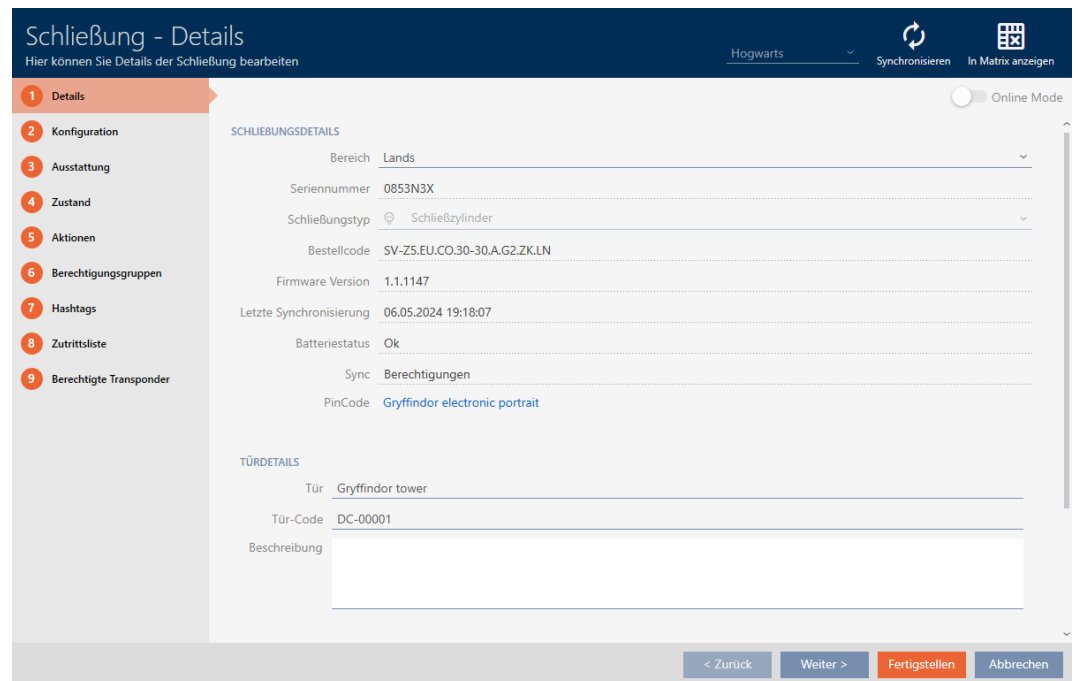 Schließung - Details
Hier können Sie Details der Schließung bearbeiten
Hogwarts
Synchronisieren
In Matrix anzeigen
1 Details
2 Konfiguration
3 Ausstattung
4 Zustand
5 Aktionen
6 Berechtigungsgruppen
7 Hashtags
8 Zutrittsliste
9 Berechtigte Transponder
Online Mode
SCHLIEßUNGSDETAILS
Bereich Lands
Seriennummer 0853N3X
Schließungstyp Schließzylinder
Bestellcode SV-Z5.EU.CO.30-30.A.G2.ZK.LN
Firmware Version 1.1.1147
Letzte Synchronisierung 06.05.2024 19:18:07
Batteriestatus Ok
Sync Berechtigungen
PinCode Gryffindor electronic portrait
TÜRDETAILS
Tür Gryffindor tower
Tür-Code DC-00001
Beschreibung
< Zurück
Weiter >
Fertigstellen
Abbrechen